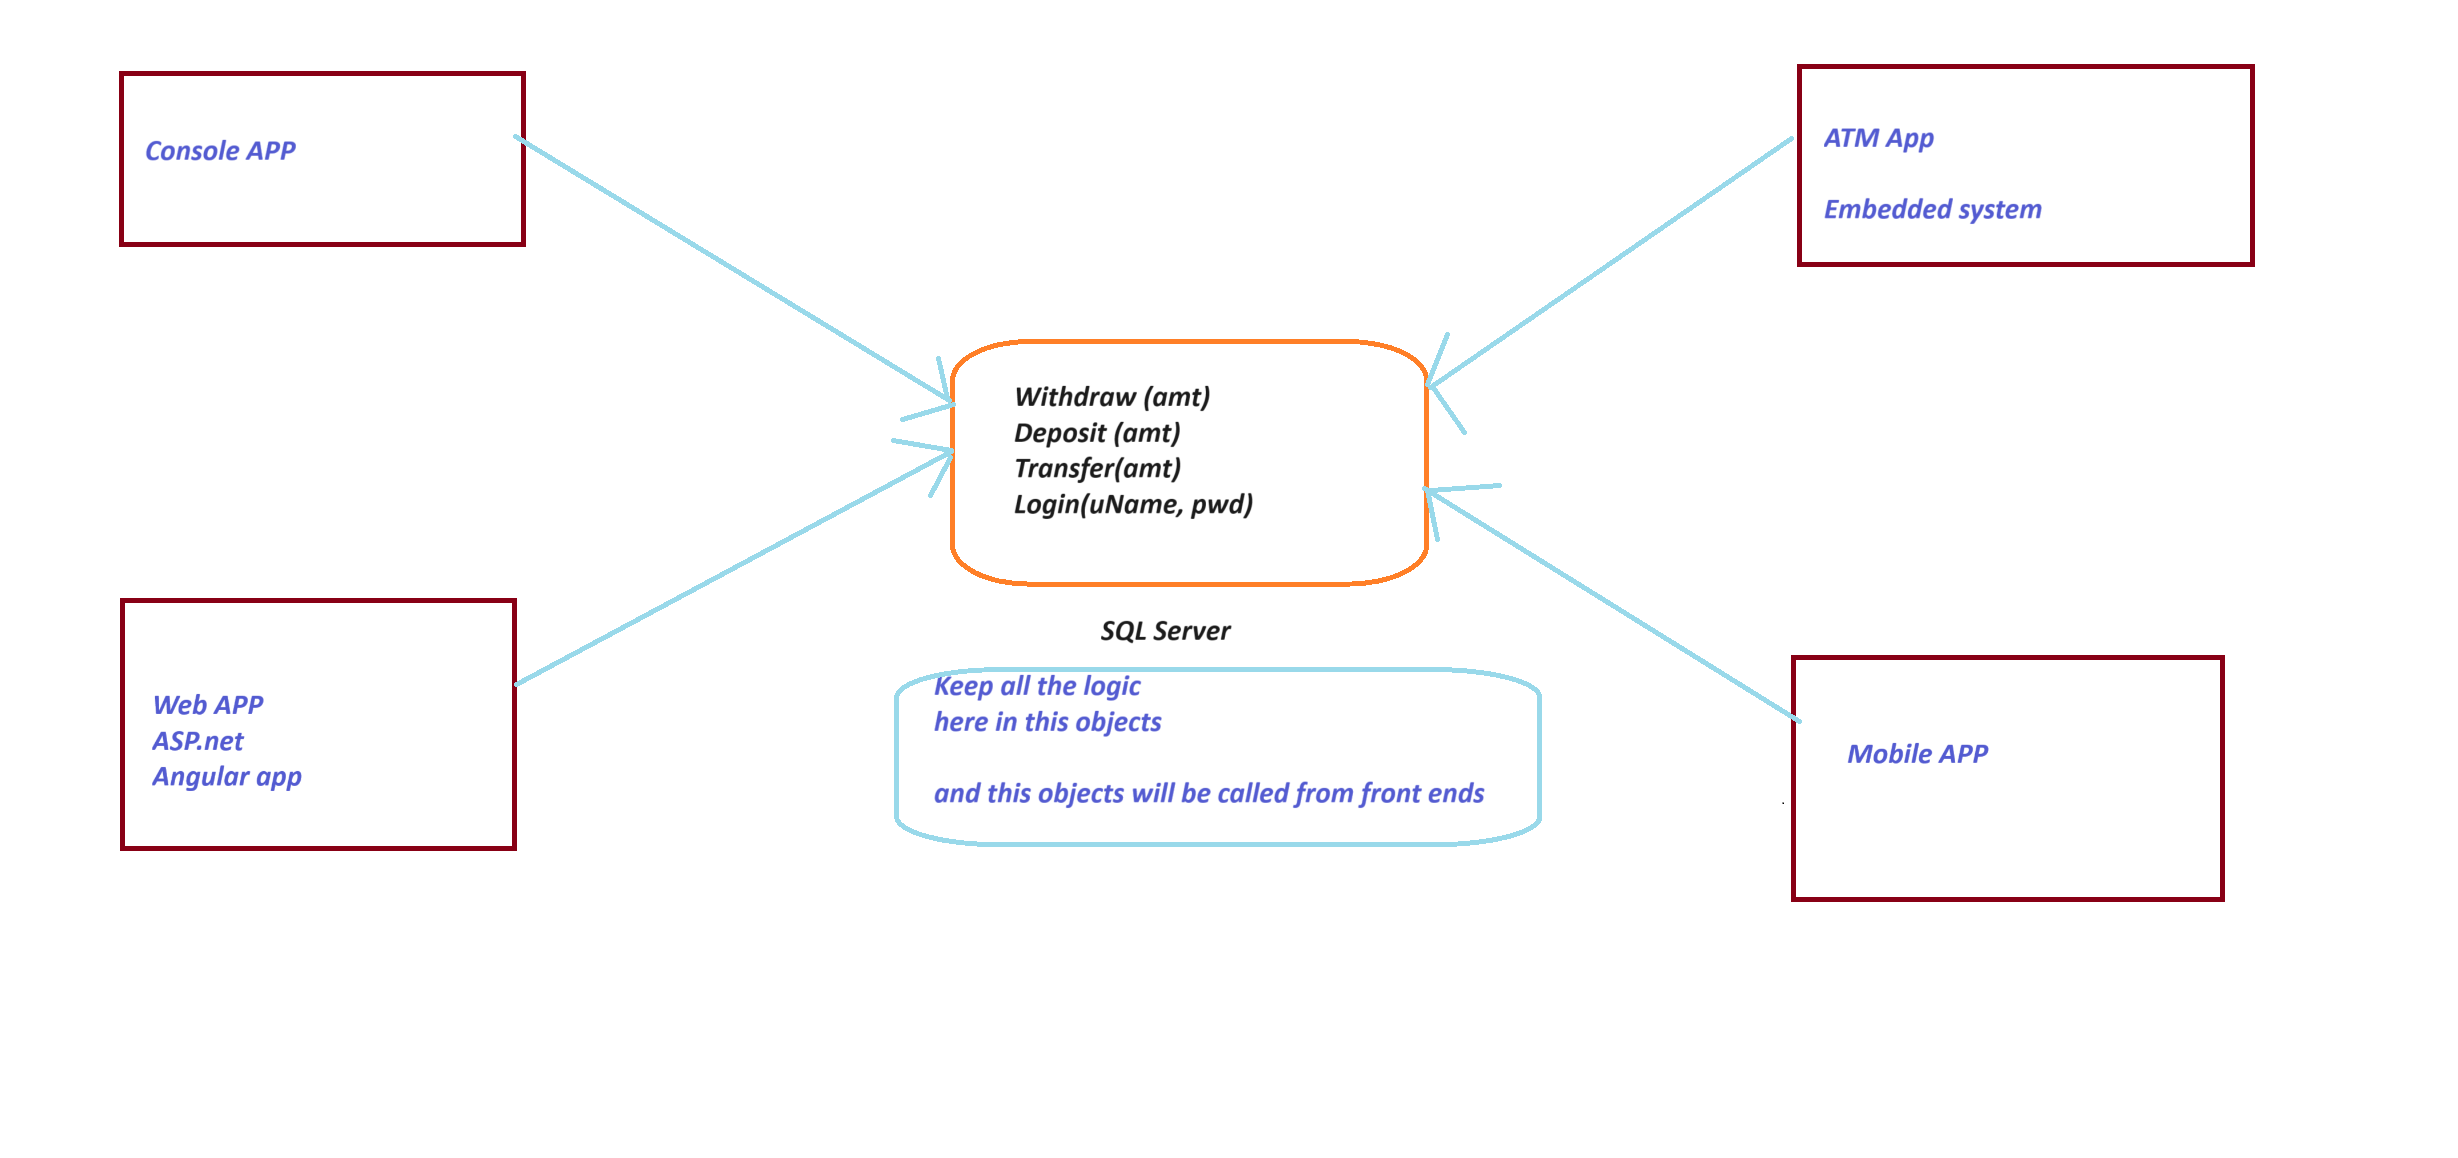 Console APP
ATM App
Embedded system
Withdraw (amt)
Deposit (amt)
Transfer(amt)
Login(uName, pwd)
SQL Server
Keep all the logic
here in this objects
and this objects will be called from front ends
Web APP
ASP.net
Angular app
Mobile APP